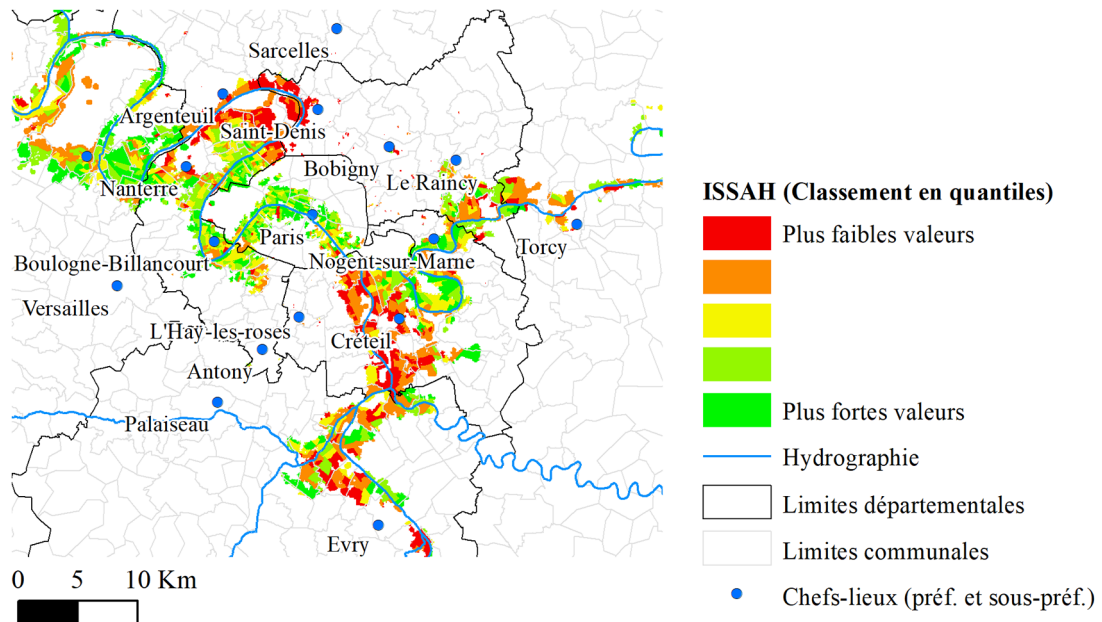 Sarcelles
Argenteuil
Saint-Denis
Bobigny
Le Raincy
Nanterre
Paris
Torcy
Boulogne-Billancourt
Nogent-sur-Marne
Versailles
L'Haÿ-les-roses
Créteil
Antony
Palaiseau
Evry
0 5 10 Km
ISSAH (Classement en quantiles)
Plus faibles valeurs
Plus fortes valeurs
Hydrographie
Limites départementales
Limites communales
Chefs-lieux (préf. et sous-préf.)